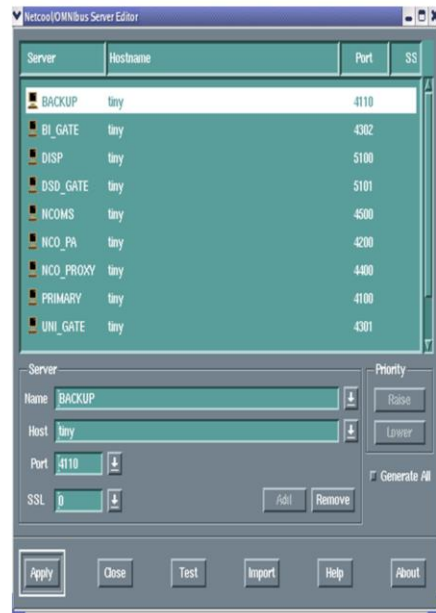 Netcool/OMNIbus Server Editor
Server Hostname Port SS
BACKUP tiny 4110
BI_GATE tiny 4302
DISP tiny 5100
DSD_GATE tiny 5101
NCOMS tiny 4500
NCO_PA tiny 4200
NCO_PROXY tiny 4400
PRIMARY tiny 4100
UNI_GATE tiny 4301
Server Priority
Name BACKUP Raise
Host tiny Lower
Port 4110 Generate All
SSL 0 Add Remove
Apply Close Test Import Help About